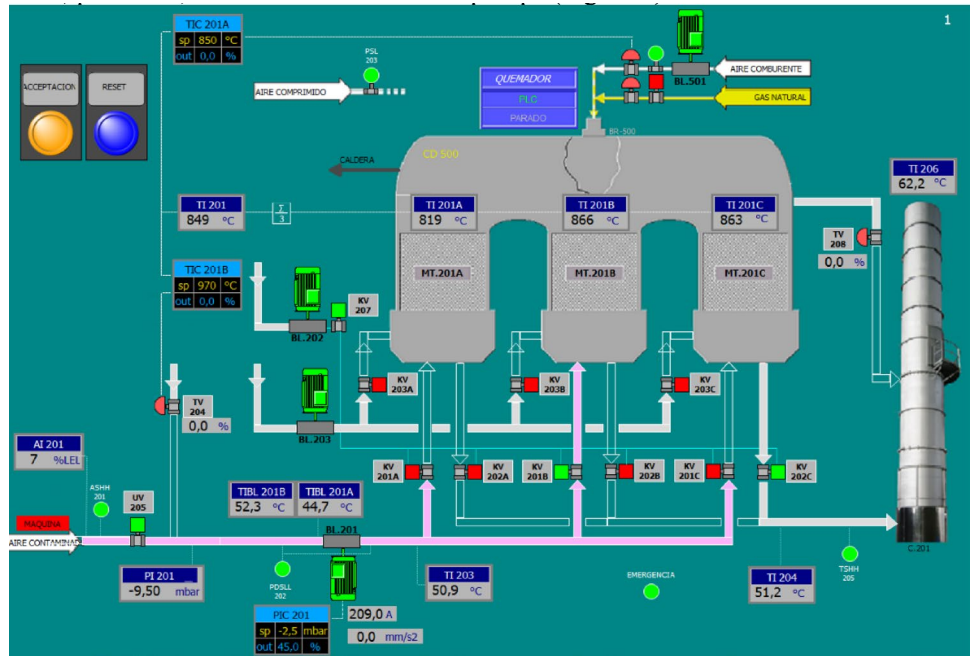 TIC 201A
sp 850 °C
out 0,0 %
1
PSL
203
ACCEPTACION
RESET
AIRE COMPRIMIDO
QUEMADOR
PLC
PARADO
BL.501
AIRE COMBURENTE
GAS NATURAL
BR-500
CALDERA
CD 500
TI 206
62,2 °C
TI 201
849 °C
Σ
3
TI 201A
819 °C
TI 201B
866 °C
TI 201C
863 °C
TV
208
0,0 %
TIC 201B
sp 970 °C
out 0,0 %
MT.201A
MT.201B
MT.201C
BL.202
KV
207
KV
203A
KV
203B
KV
203C
TV
204
0,0 %
BL.203
AI 201
7 %LEL
ASHH
201
UV
205
KV
201A
KV
202A
KV
201B
KV
202B
KV
201C
KV
202C
TIBL 201B
52,3 °C
TIBL 201A
44,7 °C
MAQUINA
AIRE CONTAMINAD
BL.201
C.201
PI 201
-9,50 mbar
PDSLL
202
TI 203
50,9 °C
EMERGENCIA
TI 204
51,2 °C
TSHH
205
PIC 201
sp -2,5 mbar
out 45,0 %
209,0 A
0,0 mm/s2